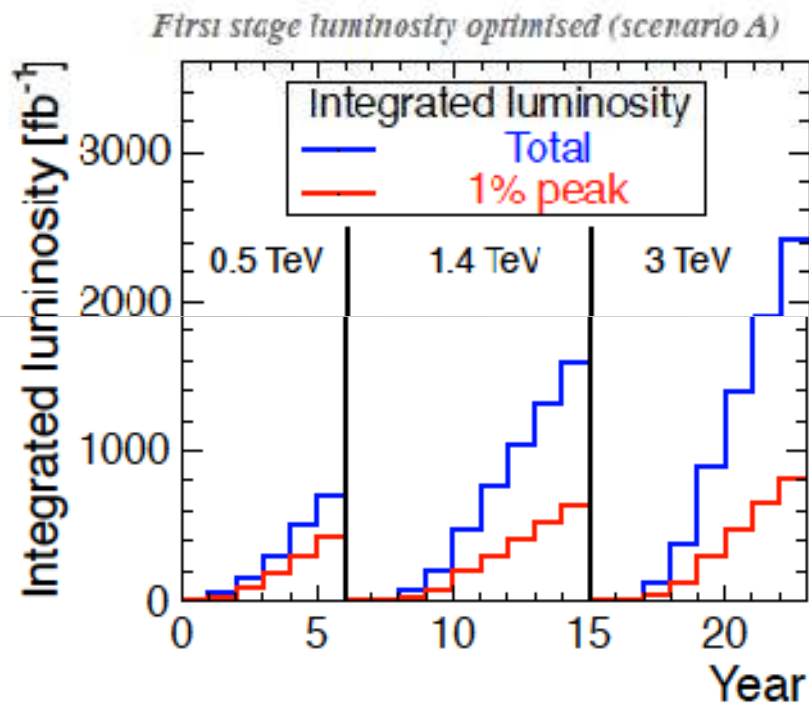 First stage luminosity optimised (scenario A)
Integrated luminosity [fb⁻¹]
Integrated luminosity
Total
1% peak
0.5 TeV
1.4 TeV
3 TeV
3000
2000
1000
0
0
5
10
15
20
Year